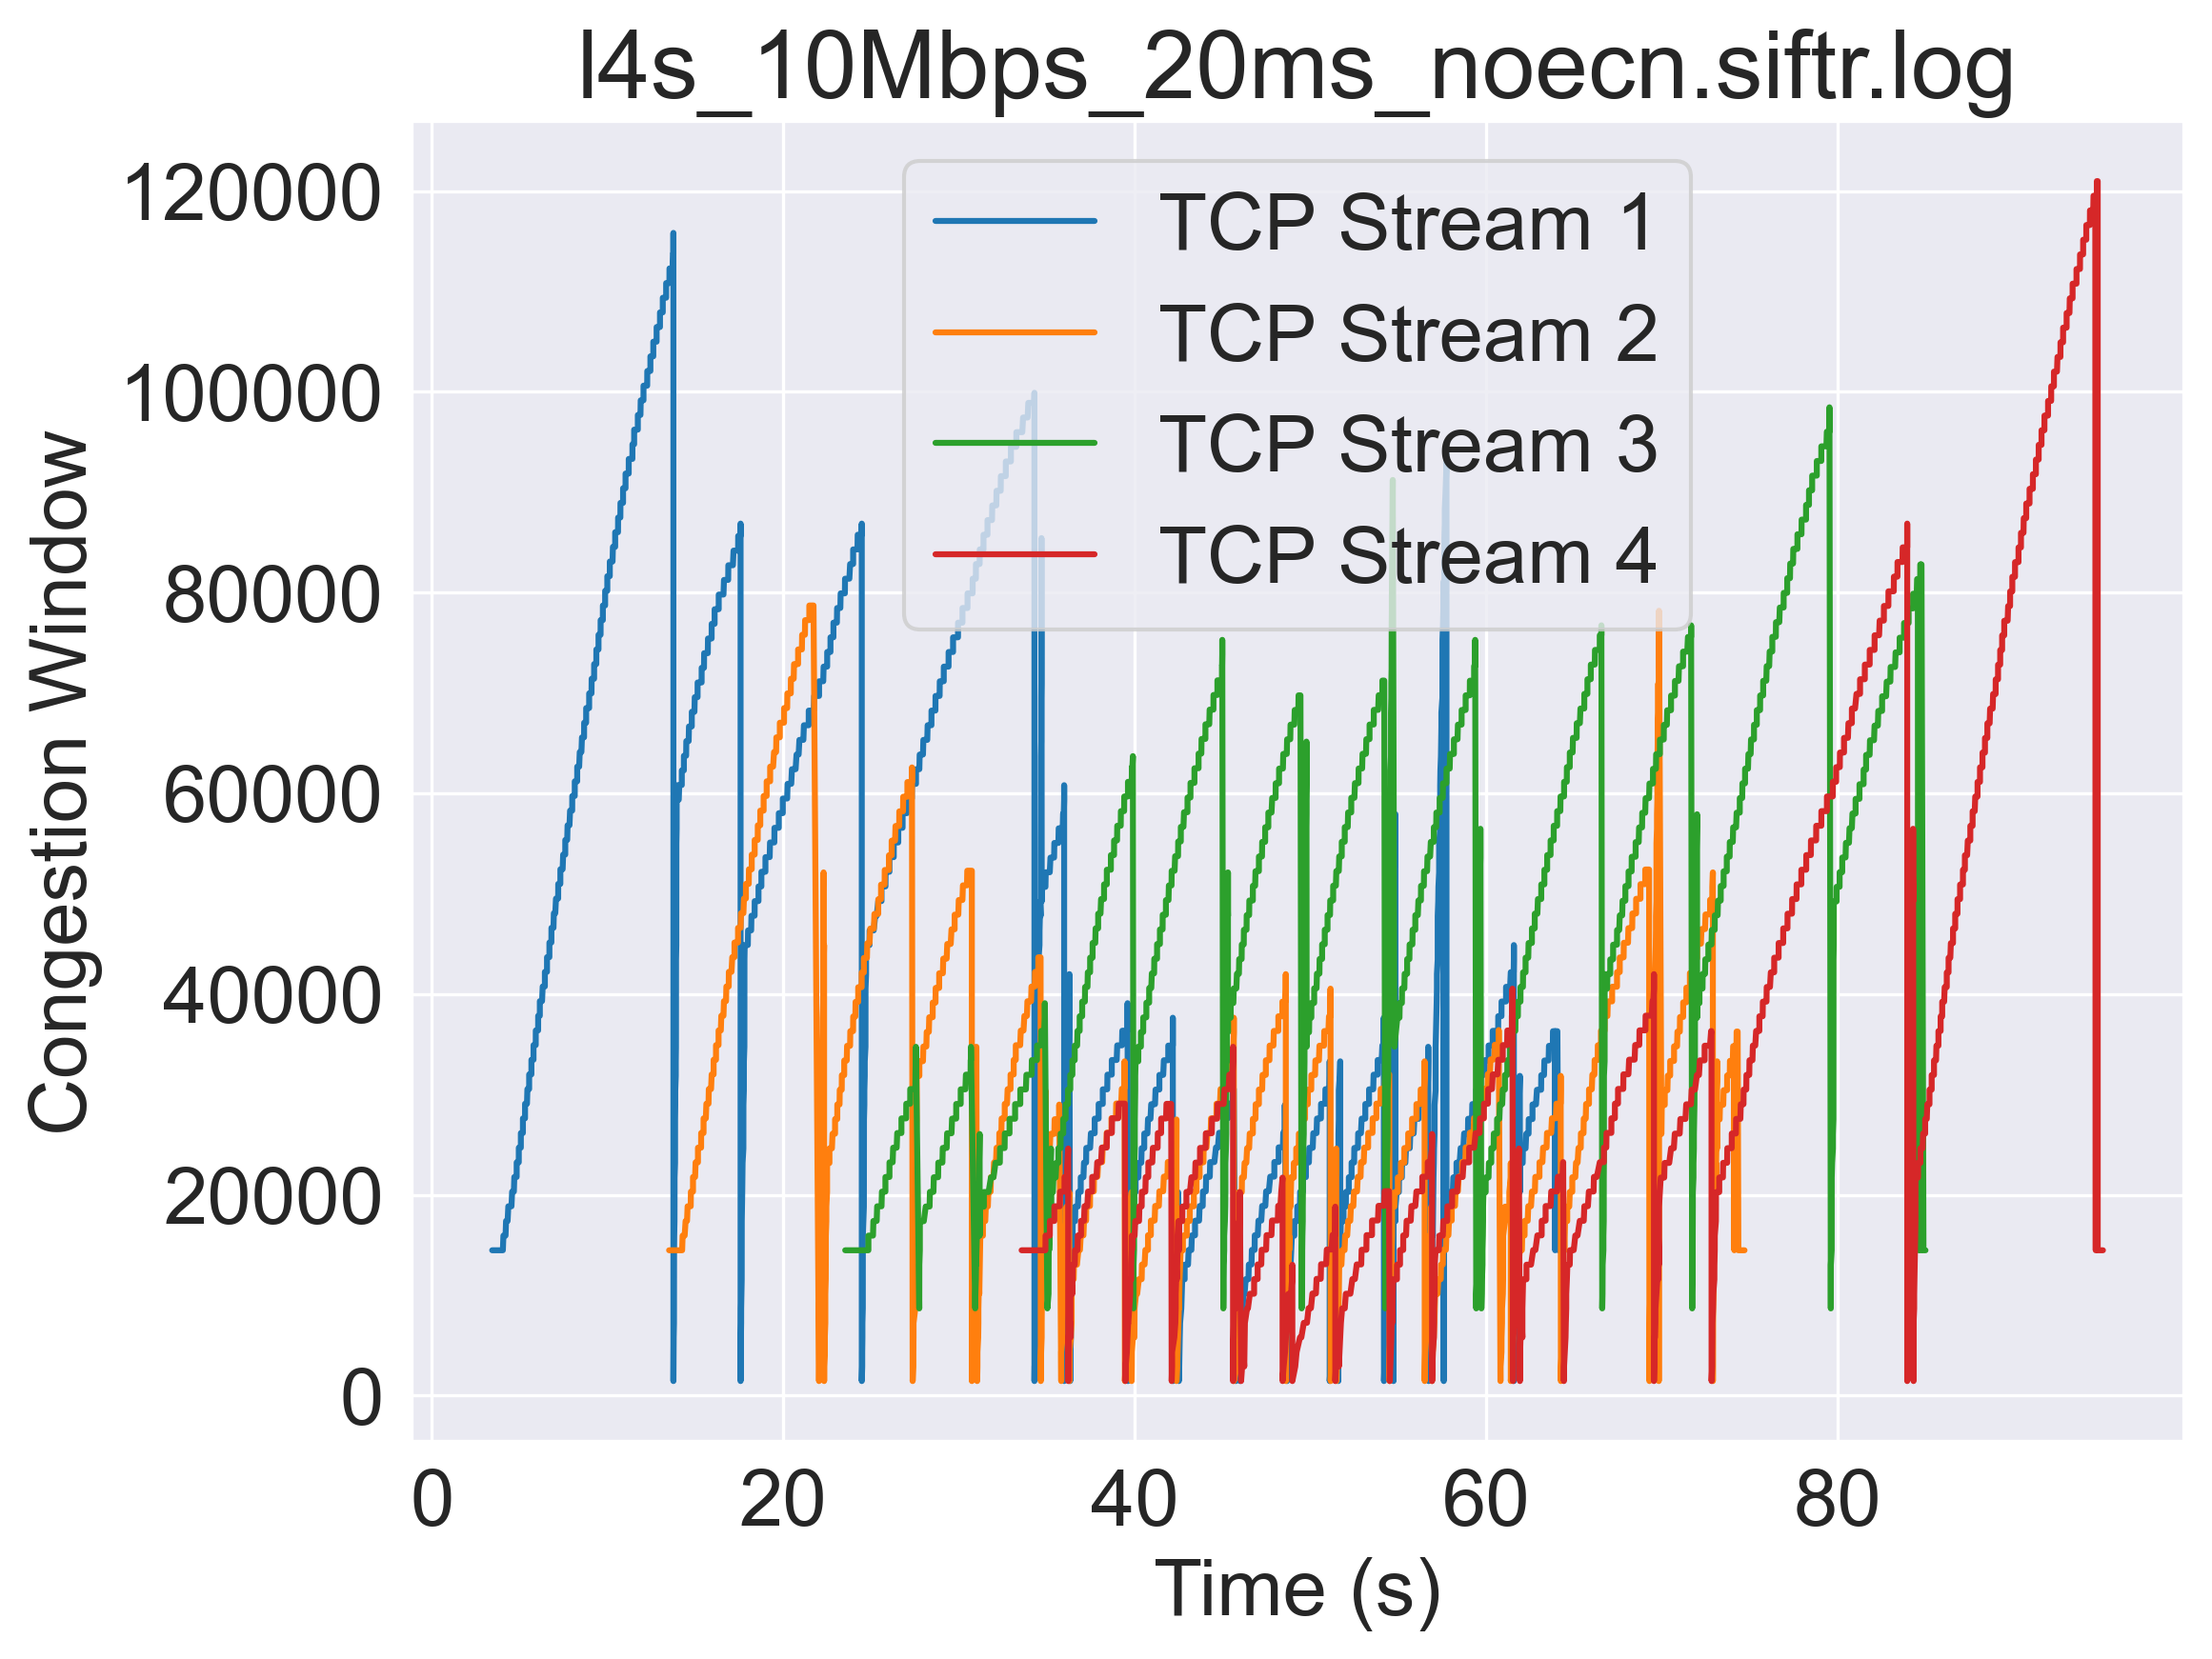 l4s_10Mbps_20ms_noecn.siftr.log
120000
100000
80000
60000
40000
20000
0
Congestion Window
TCP Stream 1
TCP Stream 2
TCP Stream 3
TCP Stream 4
0 20 40 60 80
Time (s)